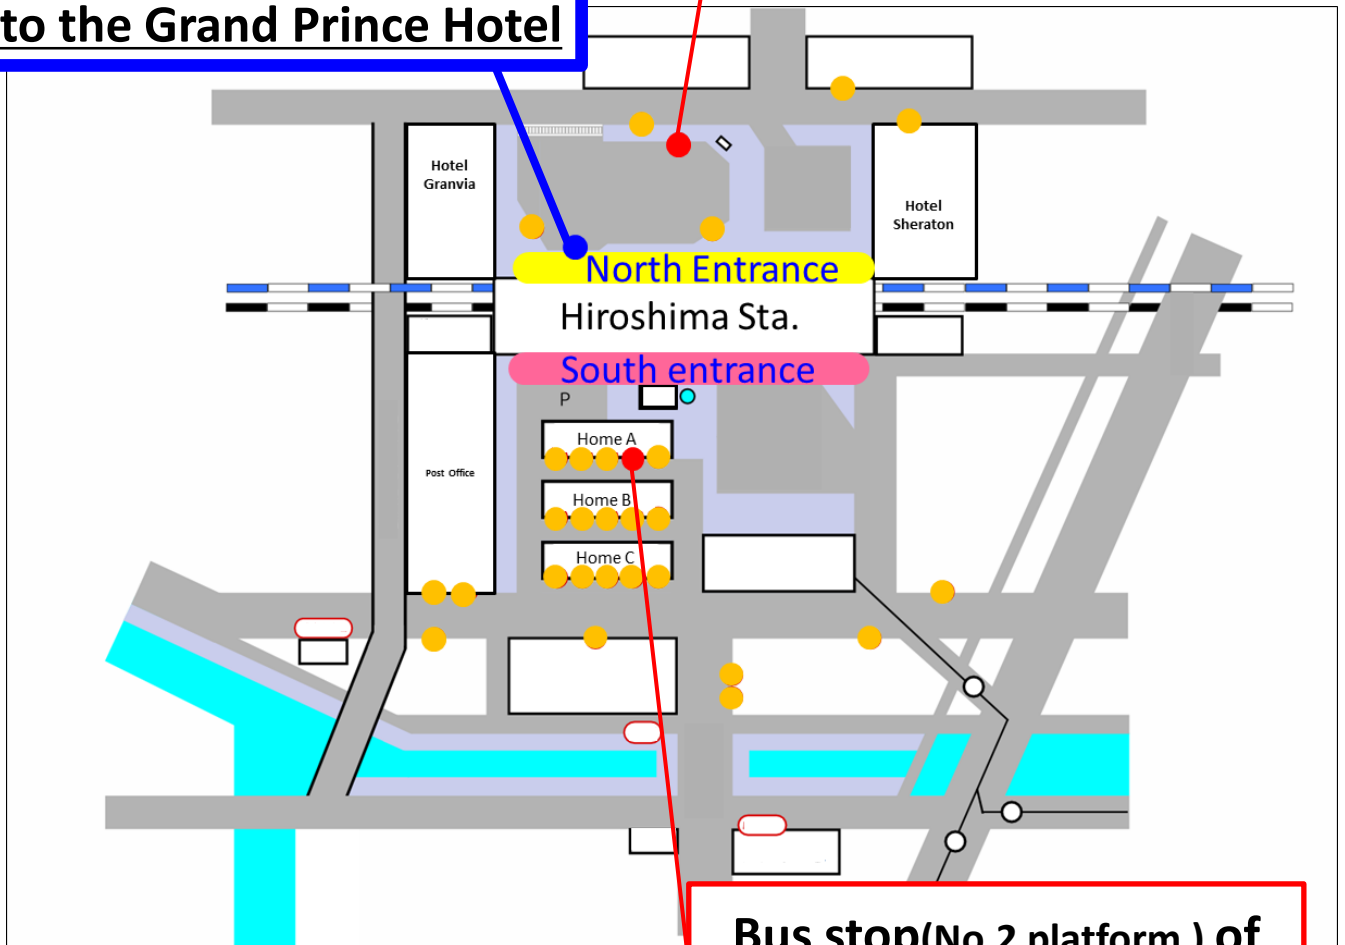 to the Grand Prince Hotel
Hotel
Granvia
Hotel
Sheraton
North Entrance
Hiroshima Sta.
South entrance
P
Home A
Post Office
Home B
Home C
Bus stop(No.2 platform ) of